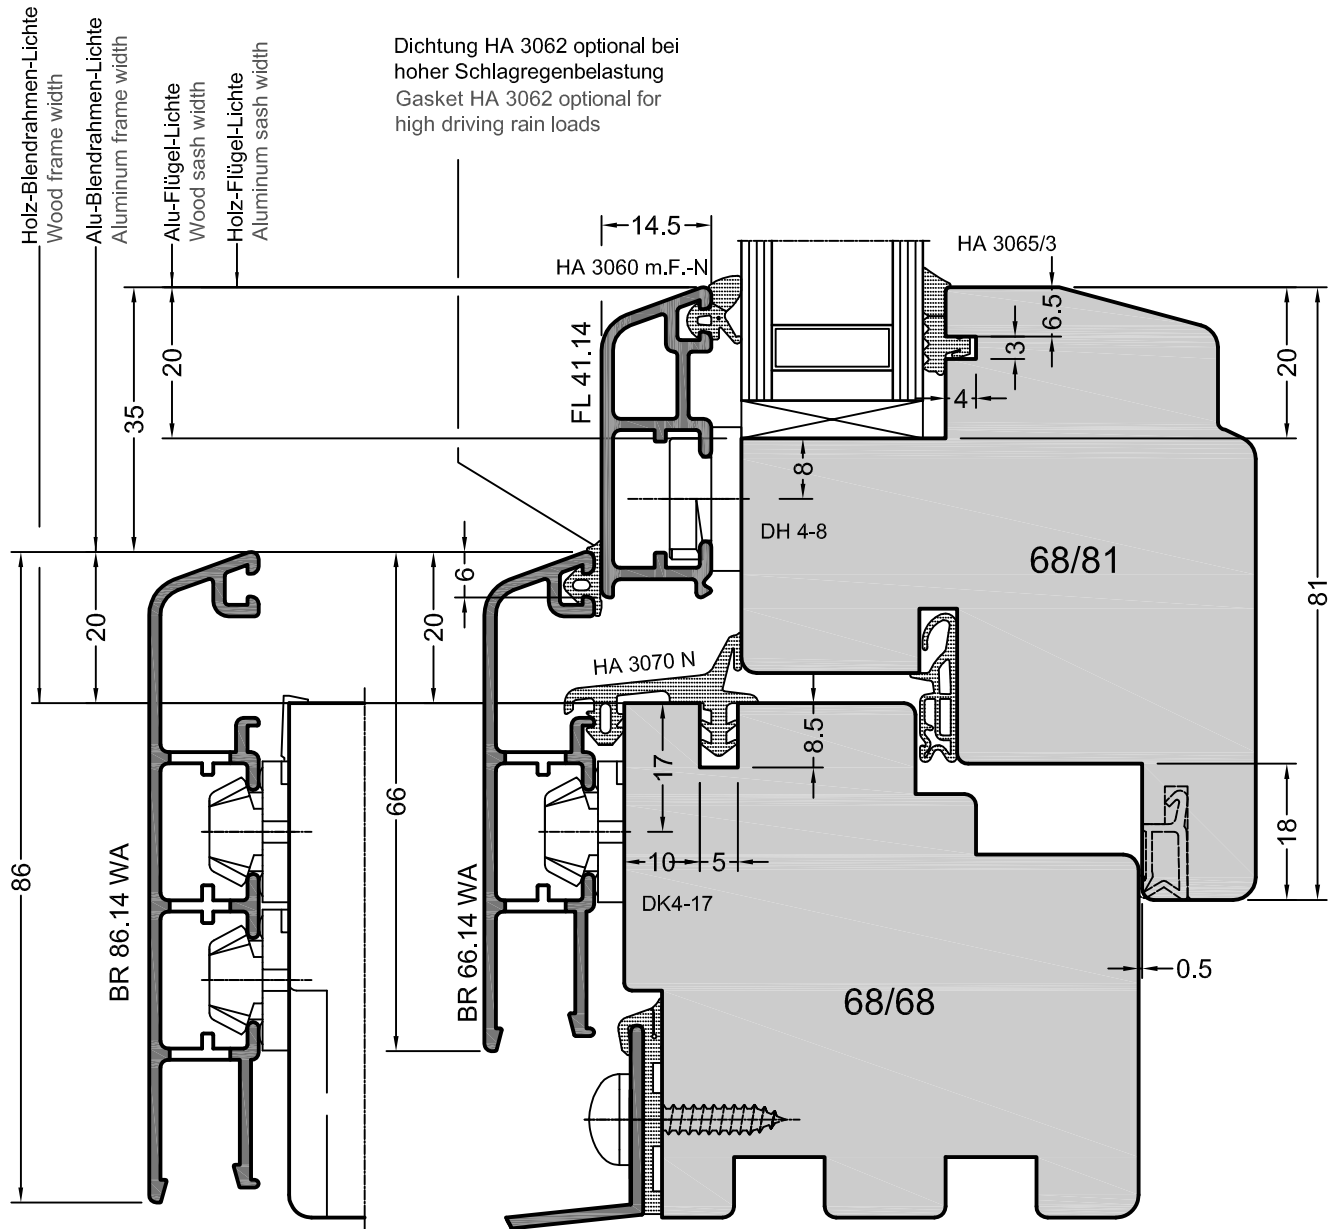 Holz-Blendrahmen-Lichte
Wood frame width
Alu-Blendrahmen-Lichte
Aluminum frame width
Alu-Flügel-Lichte
Wood sash width
Holz-Flügel-Lichte
Aluminum sash width
Dichtung HA 3062 optional bei
hoher Schlagregenbelastung
Gasket HA 3062 optional for
high driving rain loads
14.5
HA 3060 m.F.-N
HA 3065/3
6.5
3
4
20
35
20
FL 41.14
8
DH 4-8
68/81
81
6
20
20
HA 3070 N
8.5
17
66
86
18
10
5
DK4-17
BR 86.14 WA
BR 66.14 WA
0.5
68/68